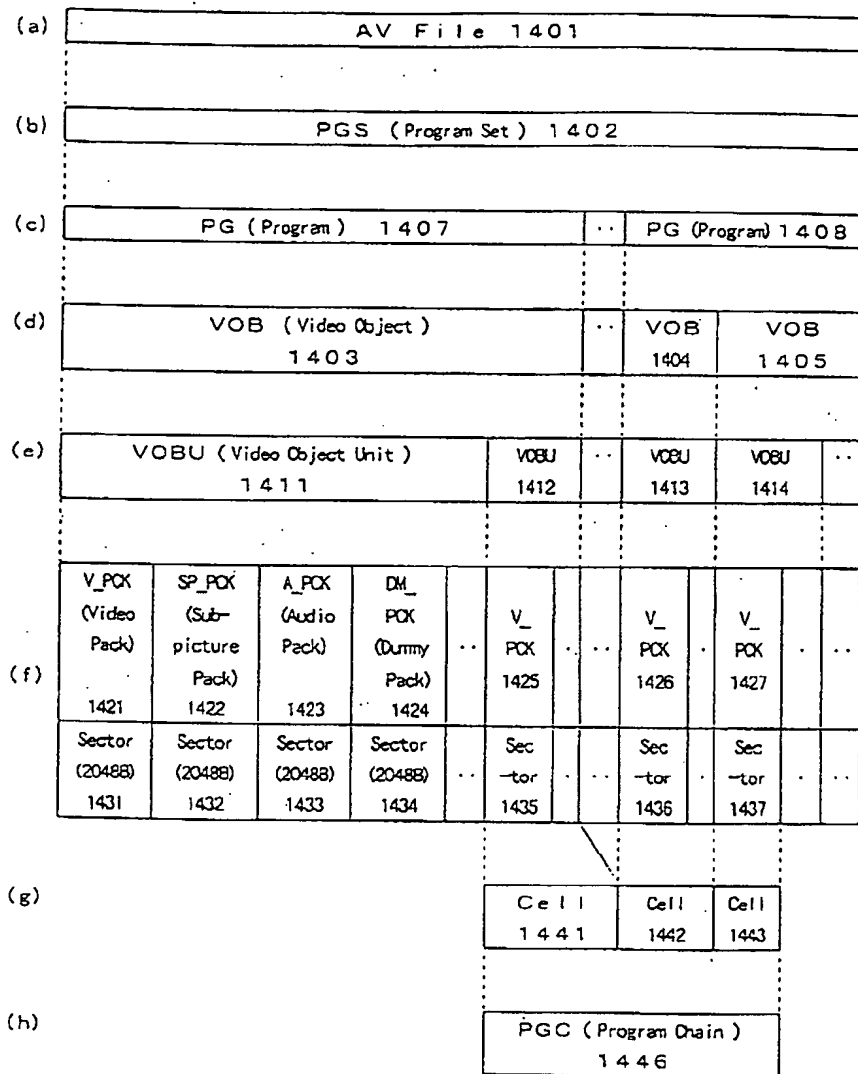 (a) AV File 1401
(b) PGS (Program Set) 1402
(c) PG (Program) 1407 ·· PG (Program) 1408
(d) VOB (Video Object) ·· VOB VOB
1403 1404 1405
(e) VOBU (Video Object Unit) VOBU ·· VOBU VOBU ··
1411 1412 1413 1414
V_PCK SP_PCK A_PCK DM_
(Video (Sub- (Audio PCK V_ V_ V_
Pack) picture Pack) (Dummy ·· PCK · ·· PCK · PCK · ··
(f) Pack) Pack) 1425 1426 1427
1421 1422 1423 1424
Sector Sector Sector Sector Sec Sec Sec
(2048B) (2048B) (2048B) (2048B) ·· -tor · ·· -tor · -tor · ··
1431 1432 1433 1434 1435 1436 1437
(g) Cell Cell Cell
1441 1442 1443
(h) PGC (Program Chain)
1446